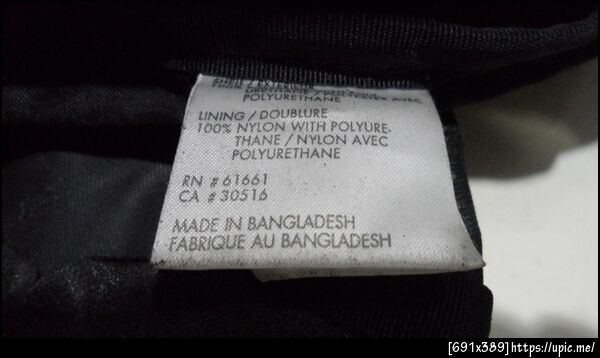 POLYURETHANE
LINING / DOUBLURE
100% NYLON WITH POLYURE-
THANE / NYLON AVEC
POLYURETHANE
RN # 61661
CA # 30516
MADE IN BANGLADESH
FABRIQUE AU BANGLADESH
[691x389]https://upic.me/